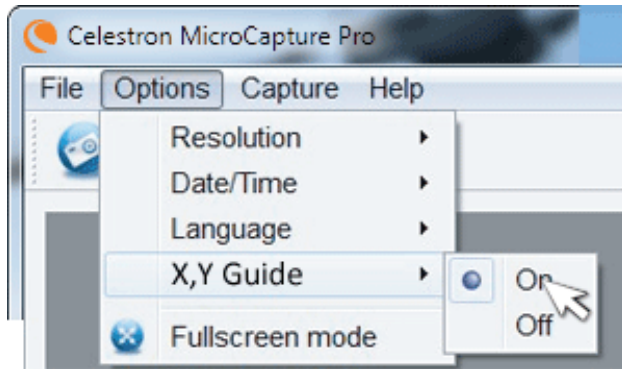 Celestron MicroCapture Pro
File Options Capture Help
Resolution
Date/Time
Language
X,Y Guide
On
Off
Fullscreen mode